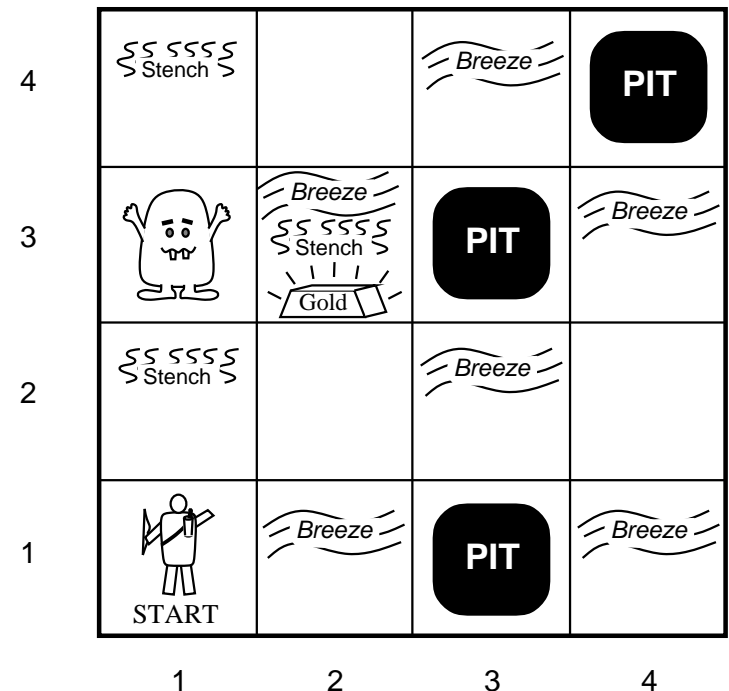 4
Stench
Breeze
PIT
3
Breeze
Stench
Gold
PIT
Breeze
2
Stench
Breeze
1
START
Breeze
PIT
Breeze
1 2 3 4